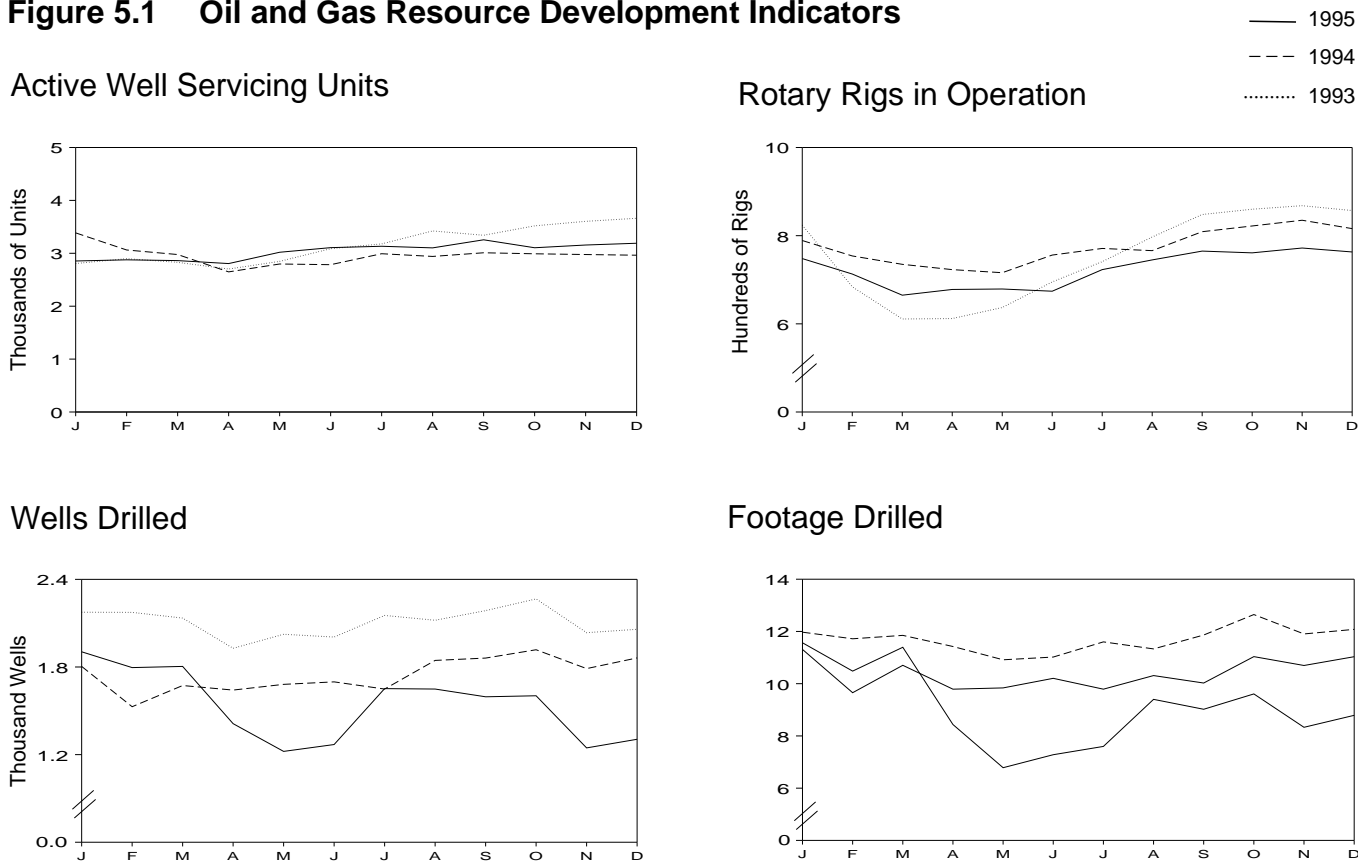 Figure 5.1 Oil and Gas Resource Development Indicators
1995
1994
1993
Active Well Servicing Units
Thousands of Units
5
4
3
2
1
0
J F M A M J J A S O N D
Rotary Rigs in Operation
Hundreds of Rigs
10
8
6
0
J F M A M J J A S O N D
Wells Drilled
Thousand Wells
2.4
1.8
1.2
0.0
J F M A M J J A S O N D
Footage Drilled
14
12
10
8
6
0
J F M A M J J A S O N D